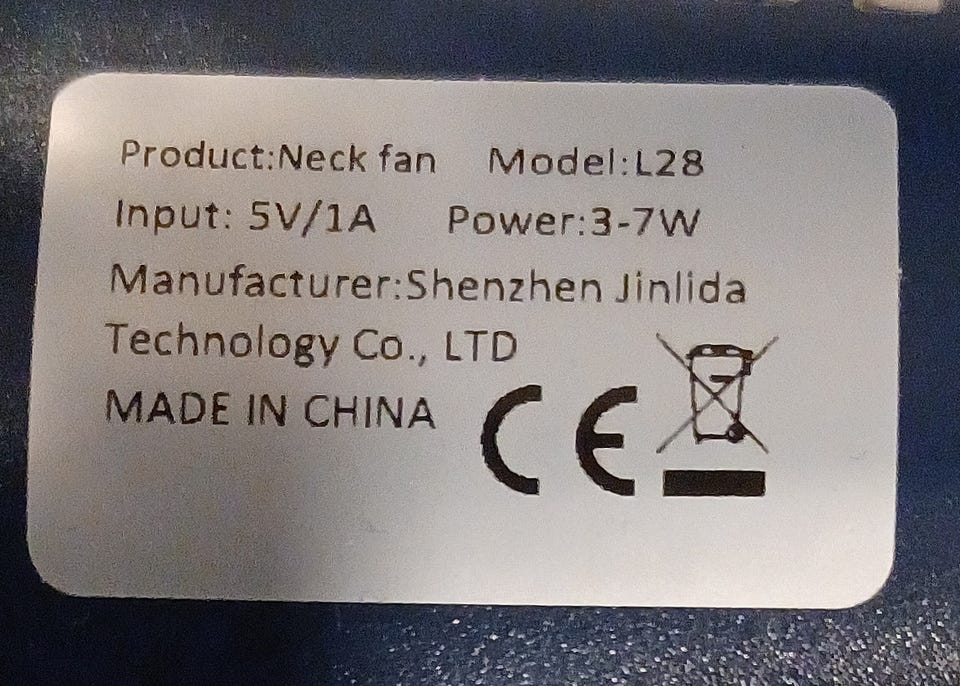 Product:Neck fan Model:L28
Input: 5V/1A Power:3-7W
Manufacturer:Shenzhen Jinlida
Technology Co., LTD
MADE IN CHINA CE